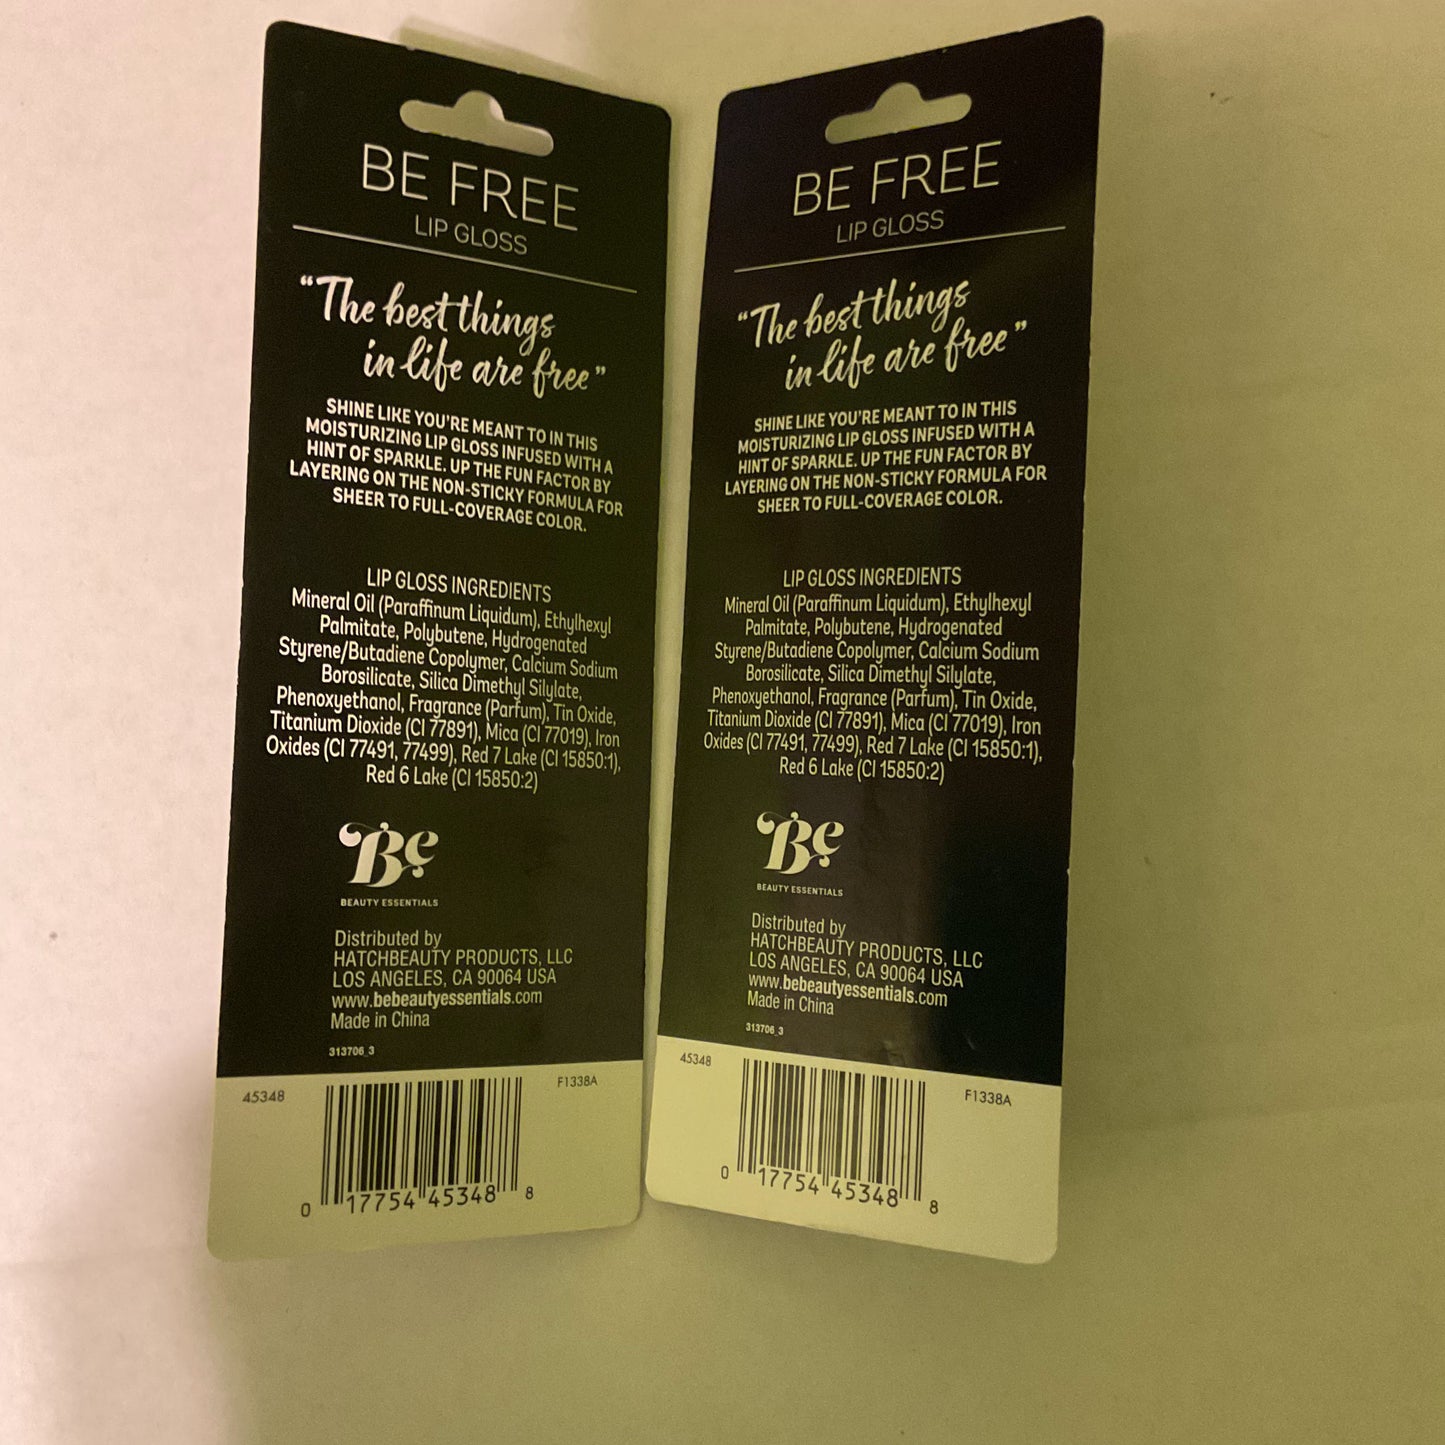 BE FREE
LIP GLOSS
“The best things
in life are free”
SHINE LIKE YOU'RE MEANT TO IN THIS
MOISTURIZING LIP GLOSS INFUSED WITH A
HINT OF SPARKLE. UP THE FUN FACTOR BY
LAYERING ON THE NON-STICKY FORMULA FOR
SHEER TO FULL-COVERAGE COLOR.
LIP GLOSS INGREDIENTS
Mineral Oil (Paraffinum Liquidum), Ethylhexyl
Palmitate, Polybutene, Hydrogenated
Styrene/Butadiene Copolymer, Calcium Sodium
Borosilicate, Silica Dimethyl Silylate,
Phenoxyethanol, Fragrance (Parfum), Tin Oxide,
Titanium Dioxide (CI 77891), Mica (CI 77019), Iron
Oxides (CI 77491, 77499), Red 7 Lake (CI 15850:1),
Red 6 Lake (CI 15850:2)
Be
BEAUTY ESSENTIALS
Distributed by
HATCHBEAUTY PRODUCTS, LLC
LOS ANGELES, CA 90064 USA
www.bebeautyessentials.com
Made in China
313706_3
45348 F1338A
0 17754 45348 8
BE FREE
LIP GLOSS
“The best things
in life are free”
SHINE LIKE YOU'RE MEANT TO IN THIS
MOISTURIZING LIP GLOSS INFUSED WITH A
HINT OF SPARKLE. UP THE FUN FACTOR BY
LAYERING ON THE NON-STICKY FORMULA FOR
SHEER TO FULL-COVERAGE COLOR.
LIP GLOSS INGREDIENTS
Mineral Oil (Paraffinum Liquidum), Ethylhexyl
Palmitate, Polybutene, Hydrogenated
Styrene/Butadiene Copolymer, Calcium Sodium
Borosilicate, Silica Dimethyl Silylate,
Phenoxyethanol, Fragrance (Parfum), Tin Oxide,
Titanium Dioxide (CI 77891), Mica (CI 77019), Iron
Oxides (CI 77491, 77499), Red 7 Lake (CI 15850:1),
Red 6 Lake (CI 15850:2)
Be
BEAUTY ESSENTIALS
Distributed by
HATCHBEAUTY PRODUCTS, LLC
LOS ANGELES, CA 90064 USA
www.bebeautyessentials.com
Made in China
313706_3
45348 F1338A
0 17754 45348 8